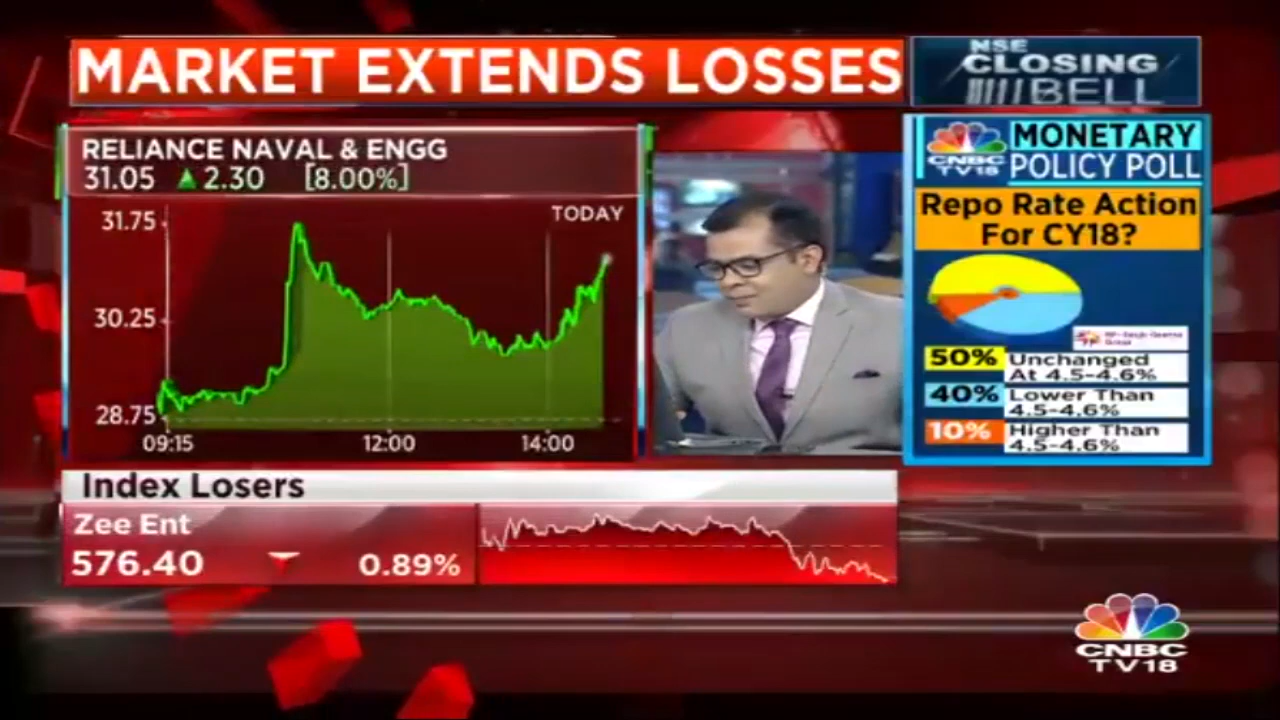 MARKET EXTENDS LOSSES
NSE
CLOSING
BELL
RELIANCE NAVAL & ENGG
31.05 ▲ 2.30 [8.00%]
TODAY
31.75
30.25
28.75
09:15 12:00 14:00
CNBC
TV18
MONETARY
POLICY POLL
Repo Rate Action
For CY18?
50% Unchanged
At 4.5-4.6%
40% Lower Than
4.5-4.6%
10% Higher Than
4.5-4.6%
Index Losers
Zee Ent
576.40 ▼ 0.89%
CNBC
TV18